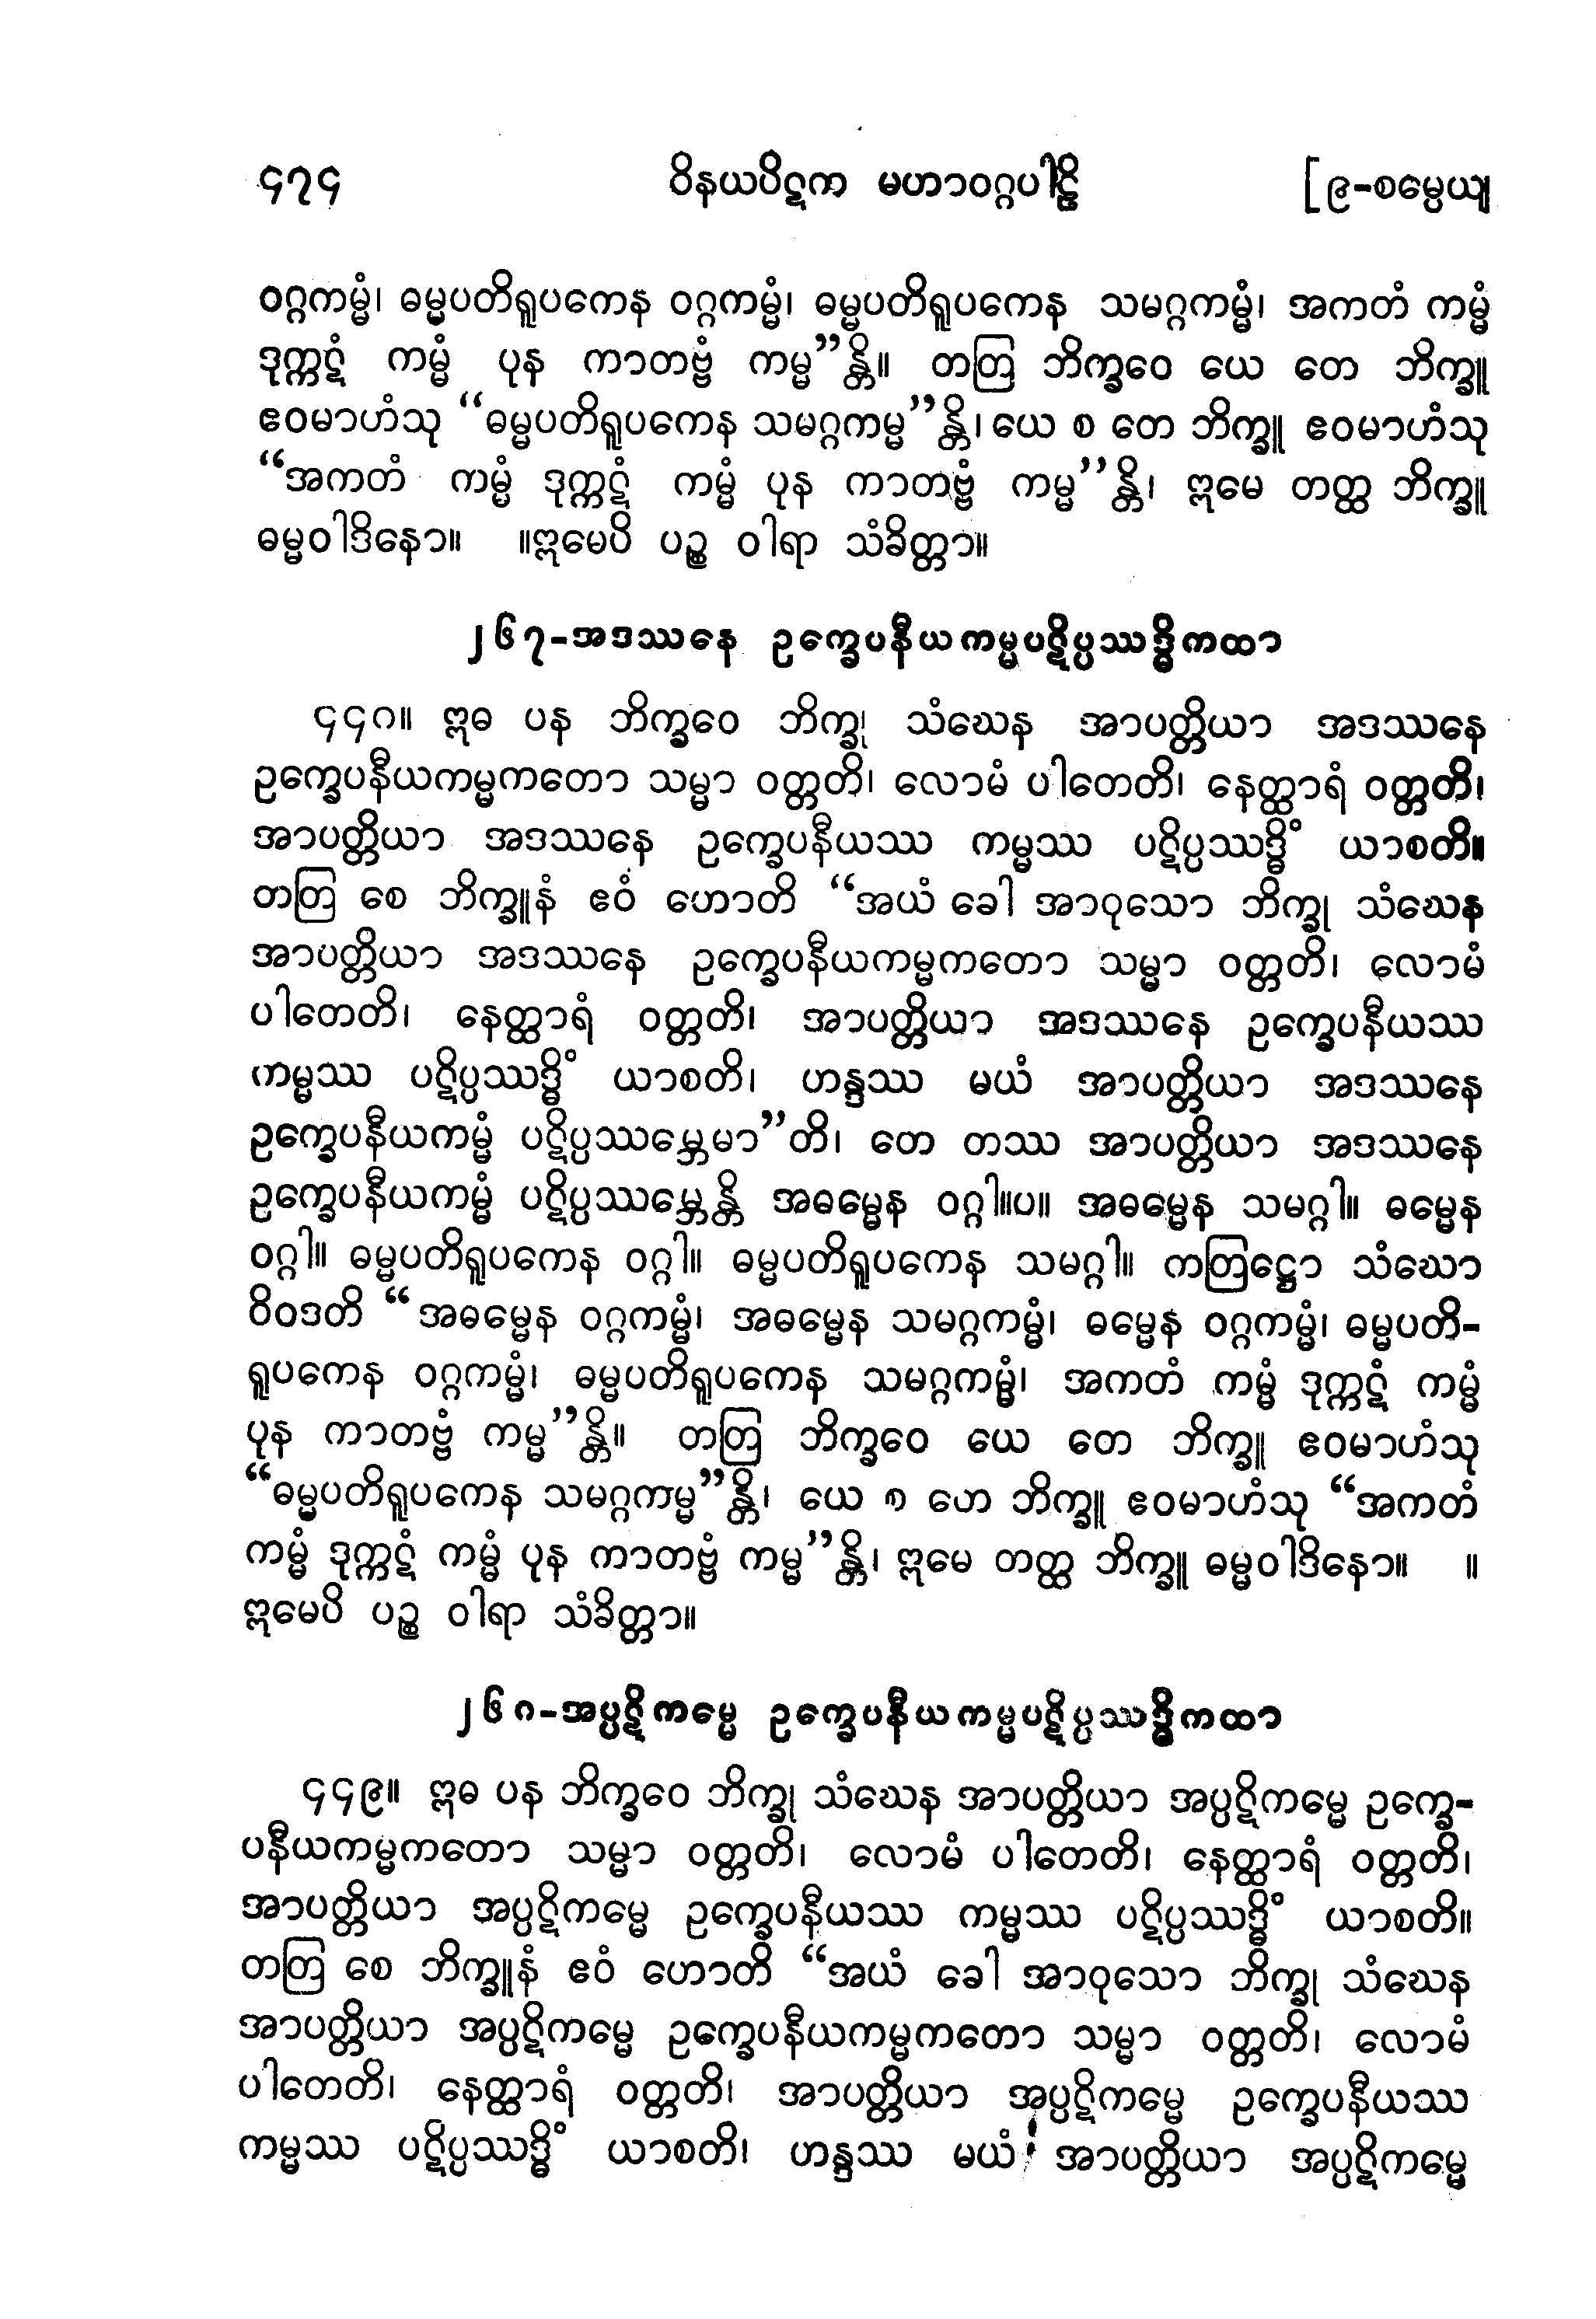 ၄၇၄ ဝိနယပိဋက မဟာဝဂ္ဂပါဠိ [၉-စမ္ပေယျ
ဝဂ္ဂကမ္မံ၊ ဓမ္မပတိရူပကေန ဝဂ္ဂကမ္မံ၊ ဓမ္မပတိရူပကေန သမဂ္ဂကမ္မံ၊ အကတံ ကမ္မံ
ဒုက္ကဋံ ကမ္မံ ပုန ကာတဗ္ဗံ ကမ္မ”န္တိ။ တတြ ဘိက္ခဝေ ယေ တေ ဘိက္ခူ
ဧဝမာဟံသု “ဓမ္မပတိရူပကေန သမဂ္ဂကမ္မ”န္တိ၊ ယေ စ တေ ဘိက္ခူ ဧဝမာဟံသု
“အကတံ ကမ္မံ ဒုက္ကဋံ ကမ္မံ ပုန ကာတဗ္ဗံ ကမ္မ”န္တိ၊ ဣမေ တတ္ထ ဘိက္ခူ
ဓမ္မဝါဒိနော။ ။ဣမေပိ ပဉ္စ ဝါရာ သံခိတ္တာ။
၂၆၇-အဒဿနေ ဥက္ခေပနီယကမ္မပဋိပ္ပဿဒ္ဓိကထာ
၄၄၈။ ဣဓ ပန ဘိက္ခဝေ ဘိက္ခု သံဃေန အာပတ္တိယာ အဒဿနေ
ဥက္ခေပနီယကမ္မကတော သမ္မာ ဝတ္တတိ၊ လောမံ ပါတေတိ၊ နေတ္ထာရံ ဝတ္တတိ၊
အာပတ္တိယာ အဒဿနေ ဥက္ခေပနီယဿ ကမ္မဿ ပဋိပ္ပဿဒ္ဓိံ ယာစတိ။
တတြ စေ ဘိက္ခူနံ ဧဝံ ဟောတိ “အယံ ခေါ အာဝုသော ဘိက္ခု သံဃေန
အာပတ္တိယာ အဒဿနေ ဥက္ခေပနီယကမ္မကတော သမ္မာ ဝတ္တတိ၊ လောမံ
ပါတေတိ၊ နေတ္ထာရံ ဝတ္တတိ၊ အာပတ္တိယာ အဒဿနေ ဥက္ခေပနီယဿ
ကမ္မဿ ပဋိပ္ပဿဒ္ဓိံ ယာစတိ၊ ဟန္ဒဿ မယံ အာပတ္တိယာ အဒဿနေ
ဥက္ခေပနီယကမ္မံ ပဋိပ္ပဿမ္ဘေမာ”တိ၊ တေ တဿ အာပတ္တိယာ အဒဿနေ
ဥက္ခေပနီယကမ္မံ ပဋိပ္ပဿမ္ဘေန္တိ အဓမ္မေန ဝဂ္ဂါ။ပ။ အဓမ္မေန သမဂ္ဂါ။ ဓမ္မေန
ဝဂ္ဂါ။ ဓမ္မပတိရူပကေန ဝဂ္ဂါ။ ဓမ္မပတိရူပကေန သမဂ္ဂါ။ ကတြဋ္ဌော သံဃော
ဝိဝဒတိ “အဓမ္မေန ဝဂ္ဂကမ္မံ၊ အဓမ္မေန သမဂ္ဂကမ္မံ၊ ဓမ္မေန ဝဂ္ဂကမ္မံ၊ ဓမ္မပတိ-
ရူပကေန ဝဂ္ဂကမ္မံ၊ ဓမ္မပတိရူပကေန သမဂ္ဂကမ္မံ၊ အကတံ ကမ္မံ ဒုက္ကဋံ ကမ္မံ
ပုန ကာတဗ္ဗံ ကမ္မ”န္တိ။ တတြ ဘိက္ခဝေ ယေ တေ ဘိက္ခူ ဧဝမာဟံသု
“ဓမ္မပတိရူပကေန သမဂ္ဂကမ္မ”န္တိ၊ ယေ စ တေ ဘိက္ခူ ဧဝမာဟံသု “အကတံ
ကမ္မံ ဒုက္ကဋံ ကမ္မံ ပုန ကာတဗ္ဗံ ကမ္မ”န္တိ၊ ဣမေ တတ္ထ ဘိက္ခူ ဓမ္မဝါဒိနော။ ။
ဣမေပိ ပဉ္စ ဝါရာ သံခိတ္တာ။
၂၆၈-အပ္ပဋိကမ္မေ ဥက္ခေပနီယကမ္မပဋိပ္ပဿဒ္ဓိကထာ
၄၄၉။ ဣဓ ပန ဘိက္ခဝေ ဘိက္ခု သံဃေန အာပတ္တိယာ အပ္ပဋိကမ္မေ ဥက္ခေ-
ပနီယကမ္မကတော သမ္မာ ဝတ္တတိ၊ လောမံ ပါတေတိ၊ နေတ္ထာရံ ဝတ္တတိ၊
အာပတ္တိယာ အပ္ပဋိကမ္မေ ဥက္ခေပနီယဿ ကမ္မဿ ပဋိပ္ပဿဒ္ဓိံ ယာစတိ။
တတြ စေ ဘိက္ခူနံ ဧဝံ ဟောတိ “အယံ ခေါ အာဝုသော ဘိက္ခု သံဃေန
အာပတ္တိယာ အပ္ပဋိကမ္မေ ဥက္ခေပနီယကမ္မကတော သမ္မာ ဝတ္တတိ၊ လောမံ
ပါတေတိ၊ နေတ္ထာရံ ဝတ္တတိ၊ အာပတ္တိယာ အပ္ပဋိကမ္မေ ဥက္ခေပနီယဿ
ကမ္မဿ ပဋိပ္ပဿဒ္ဓိံ ယာစတိ၊ ဟန္ဒဿ မယံ အာပတ္တိယာ အပ္ပဋိကမ္မေ